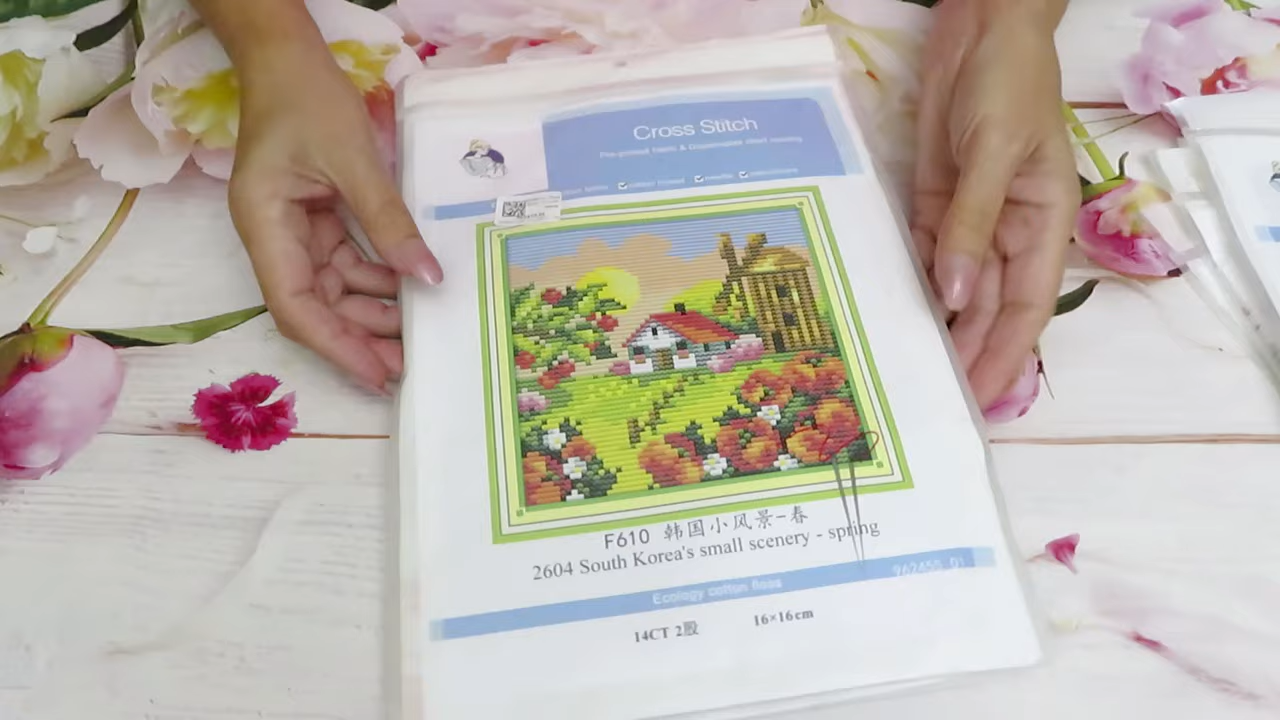 Cross Stitch
F610 韩国小风景-春
2604 South Korea's small scenery - spring
Ecology cotton floss
14CT 2股 16×16cm